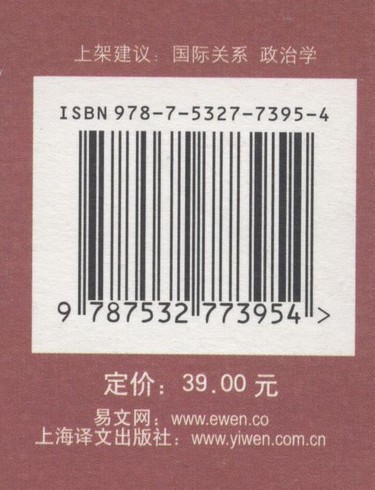 上架建议：国际关系 政治学
ISBN 978-7-5327-7395-4
9 787532 773954 >
定价：39.00 元
易文网：www.ewen.co
上海译文出版社：www.yiwen.com.cn